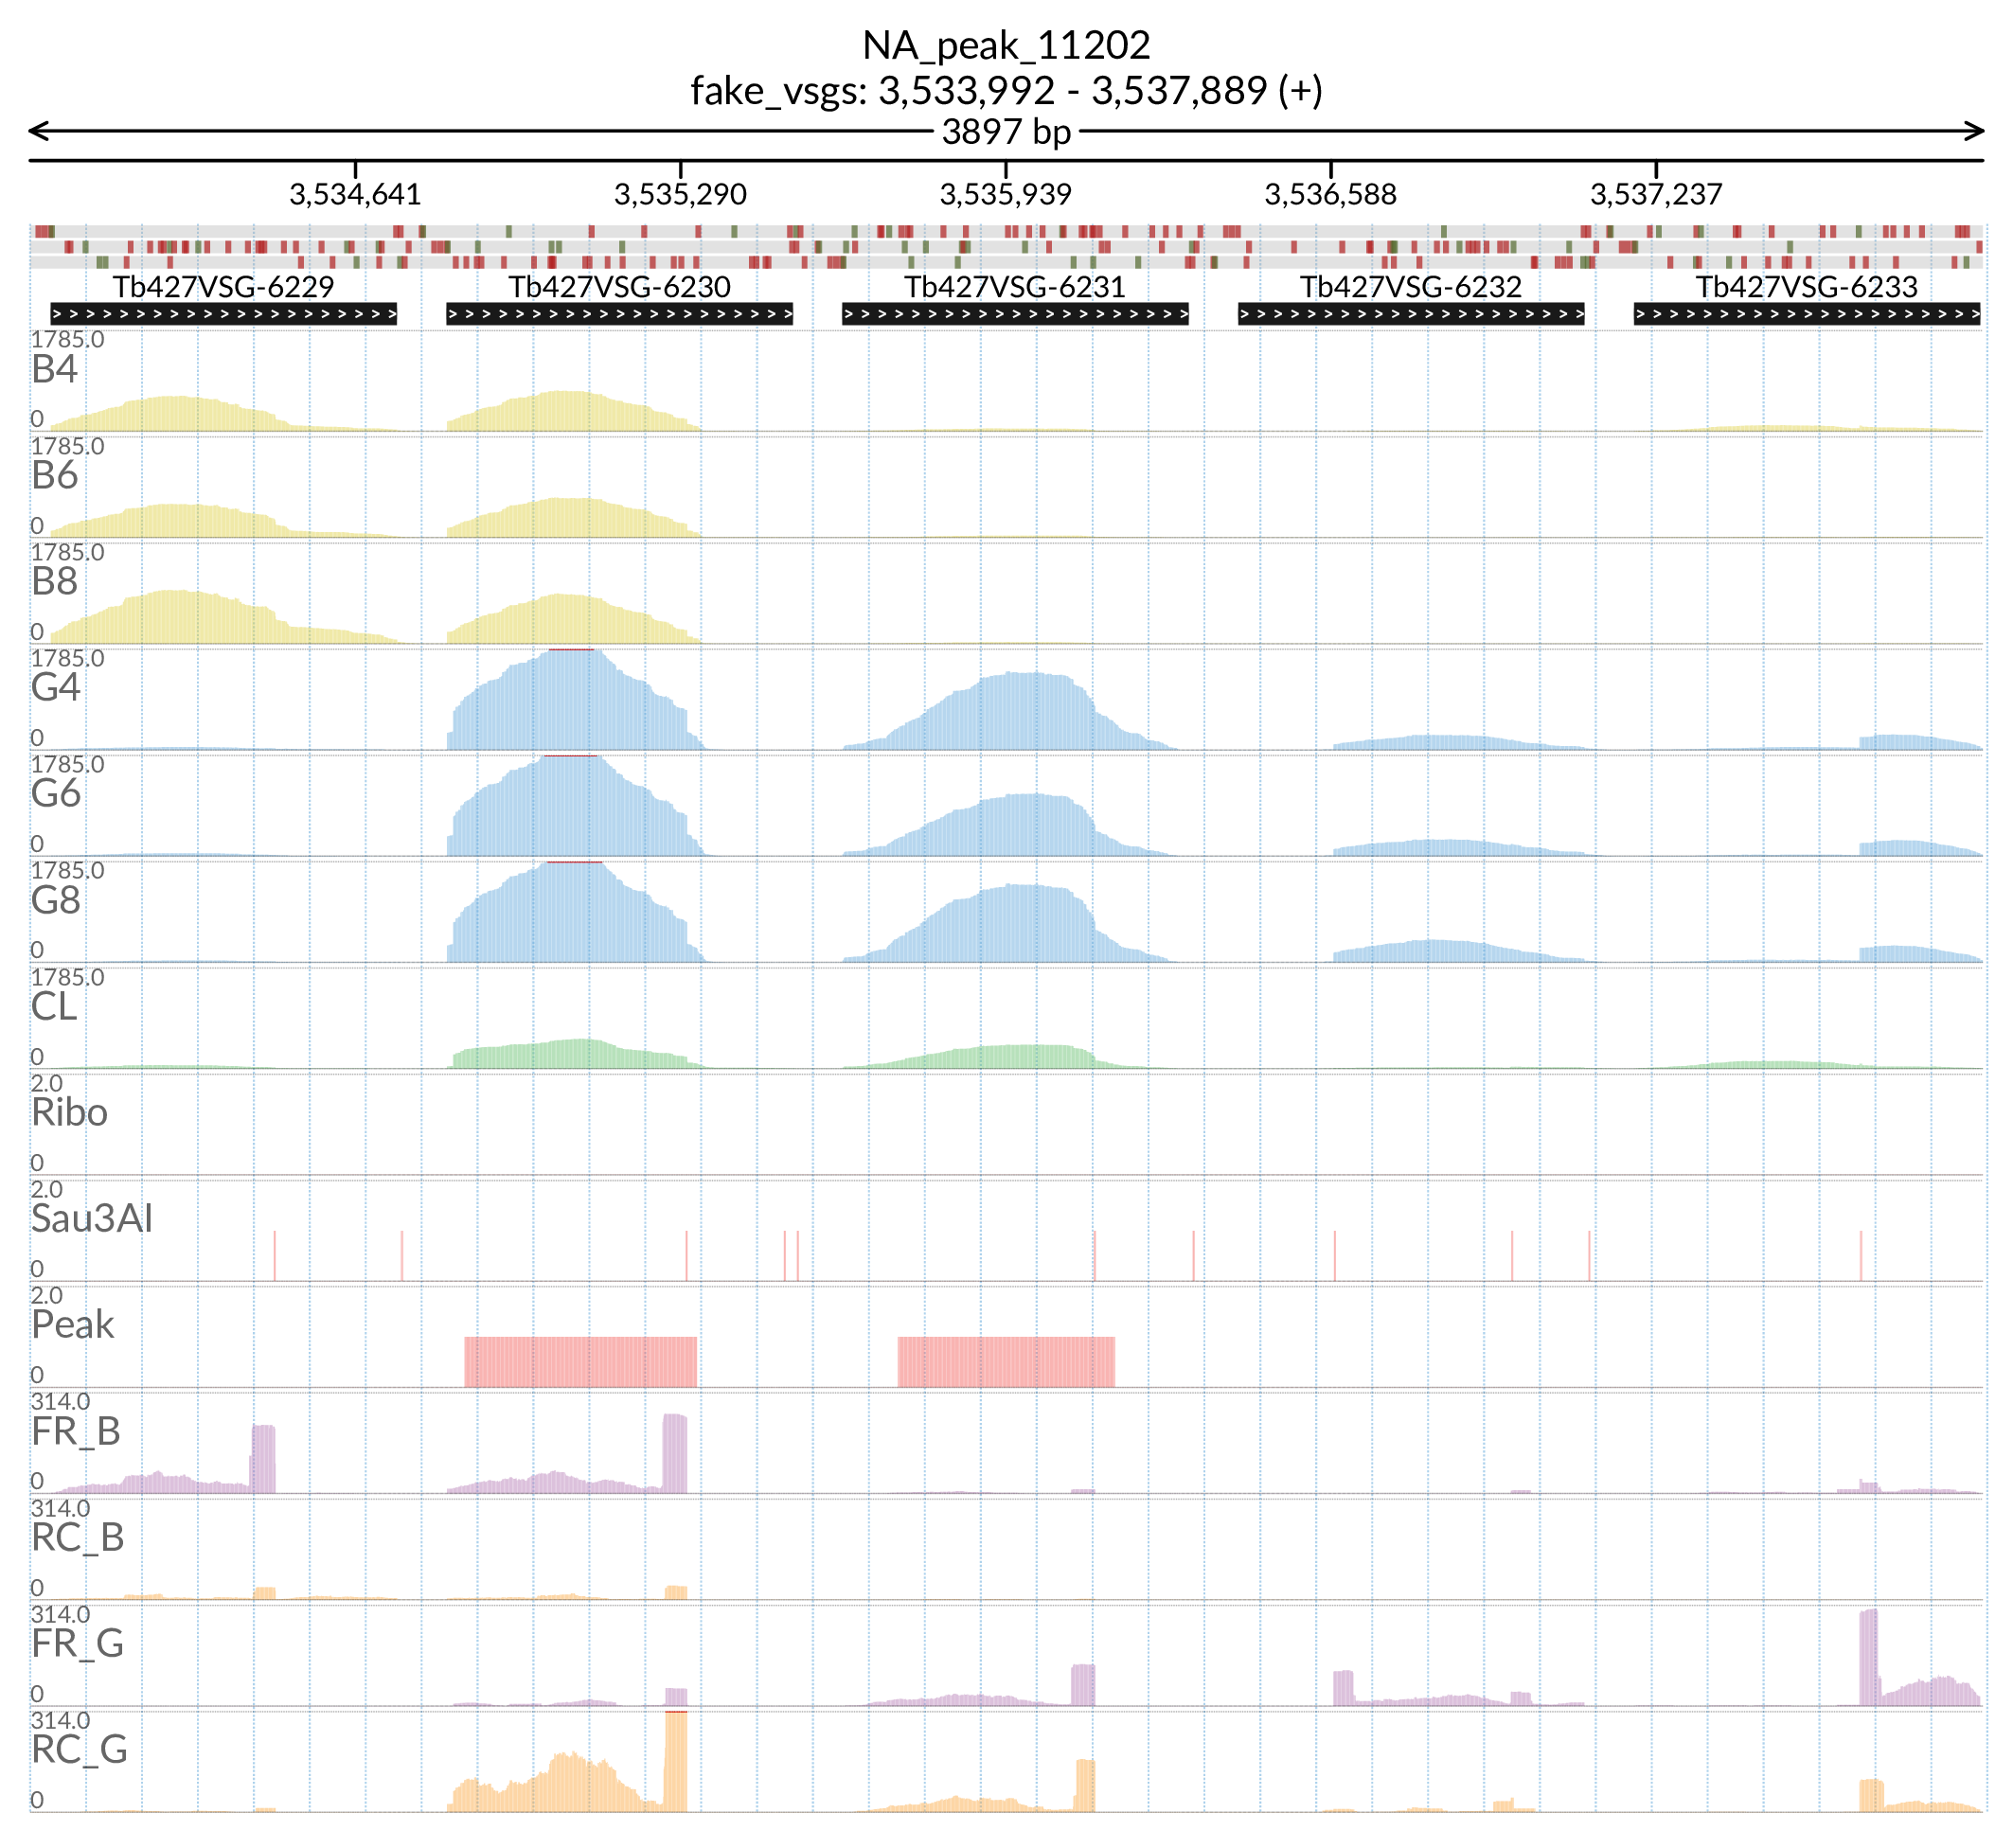 NA_peak_11202
fake_vsgs: 3,533,992 - 3,537,889 (+)
3897 bp
3,534,641 3,535,290 3,535,939 3,536,588 3,537,237
Tb427VSG-6229 Tb427VSG-6230 Tb427VSG-6231 Tb427VSG-6232 Tb427VSG-6233
1785.0
B4
0
1785.0
B6
0
1785.0
B8
0
1785.0
G4
0
1785.0
G6
0
1785.0
G8
0
1785.0
CL
0
2.0
Ribo
0
2.0
Sau3AI
0
2.0
Peak
0
314.0
FR_B
0
314.0
RC_B
0
314.0
FR_G
0
314.0
RC_G
0